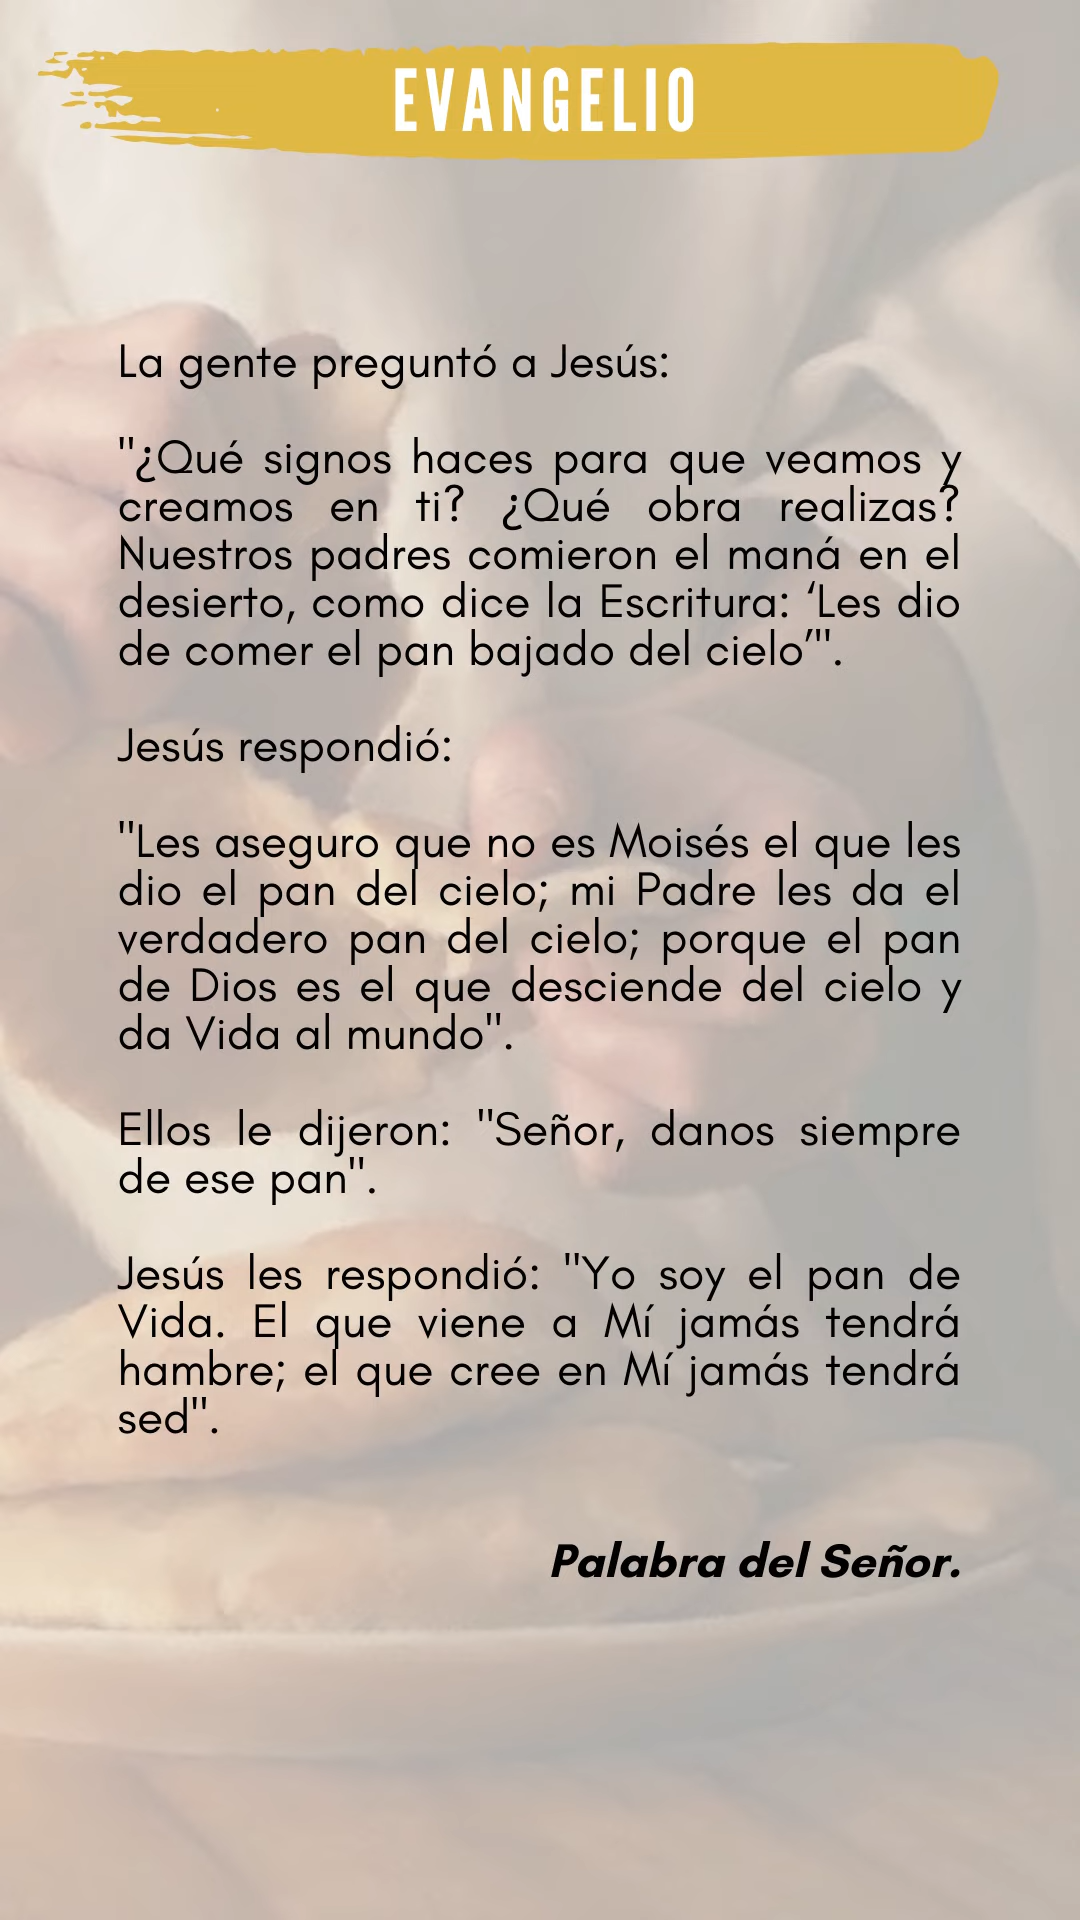 EVANGELIO
La gente preguntó a Jesús:
"¿Qué signos haces para que veamos y
creamos en ti? ¿Qué obra realizas?
Nuestros padres comieron el maná en el
desierto, como dice la Escritura: ‘Les dio
de comer el pan bajado del cielo’".
Jesús respondió:
"Les aseguro que no es Moisés el que les
dio el pan del cielo; mi Padre les da el
verdadero pan del cielo; porque el pan
de Dios es el que desciende del cielo y
da Vida al mundo".
Ellos le dijeron: "Señor, danos siempre
de ese pan".
Jesús les respondió: "Yo soy el pan de
Vida. El que viene a Mí jamás tendrá
hambre; el que cree en Mí jamás tendrá
sed".
Palabra del Señor.